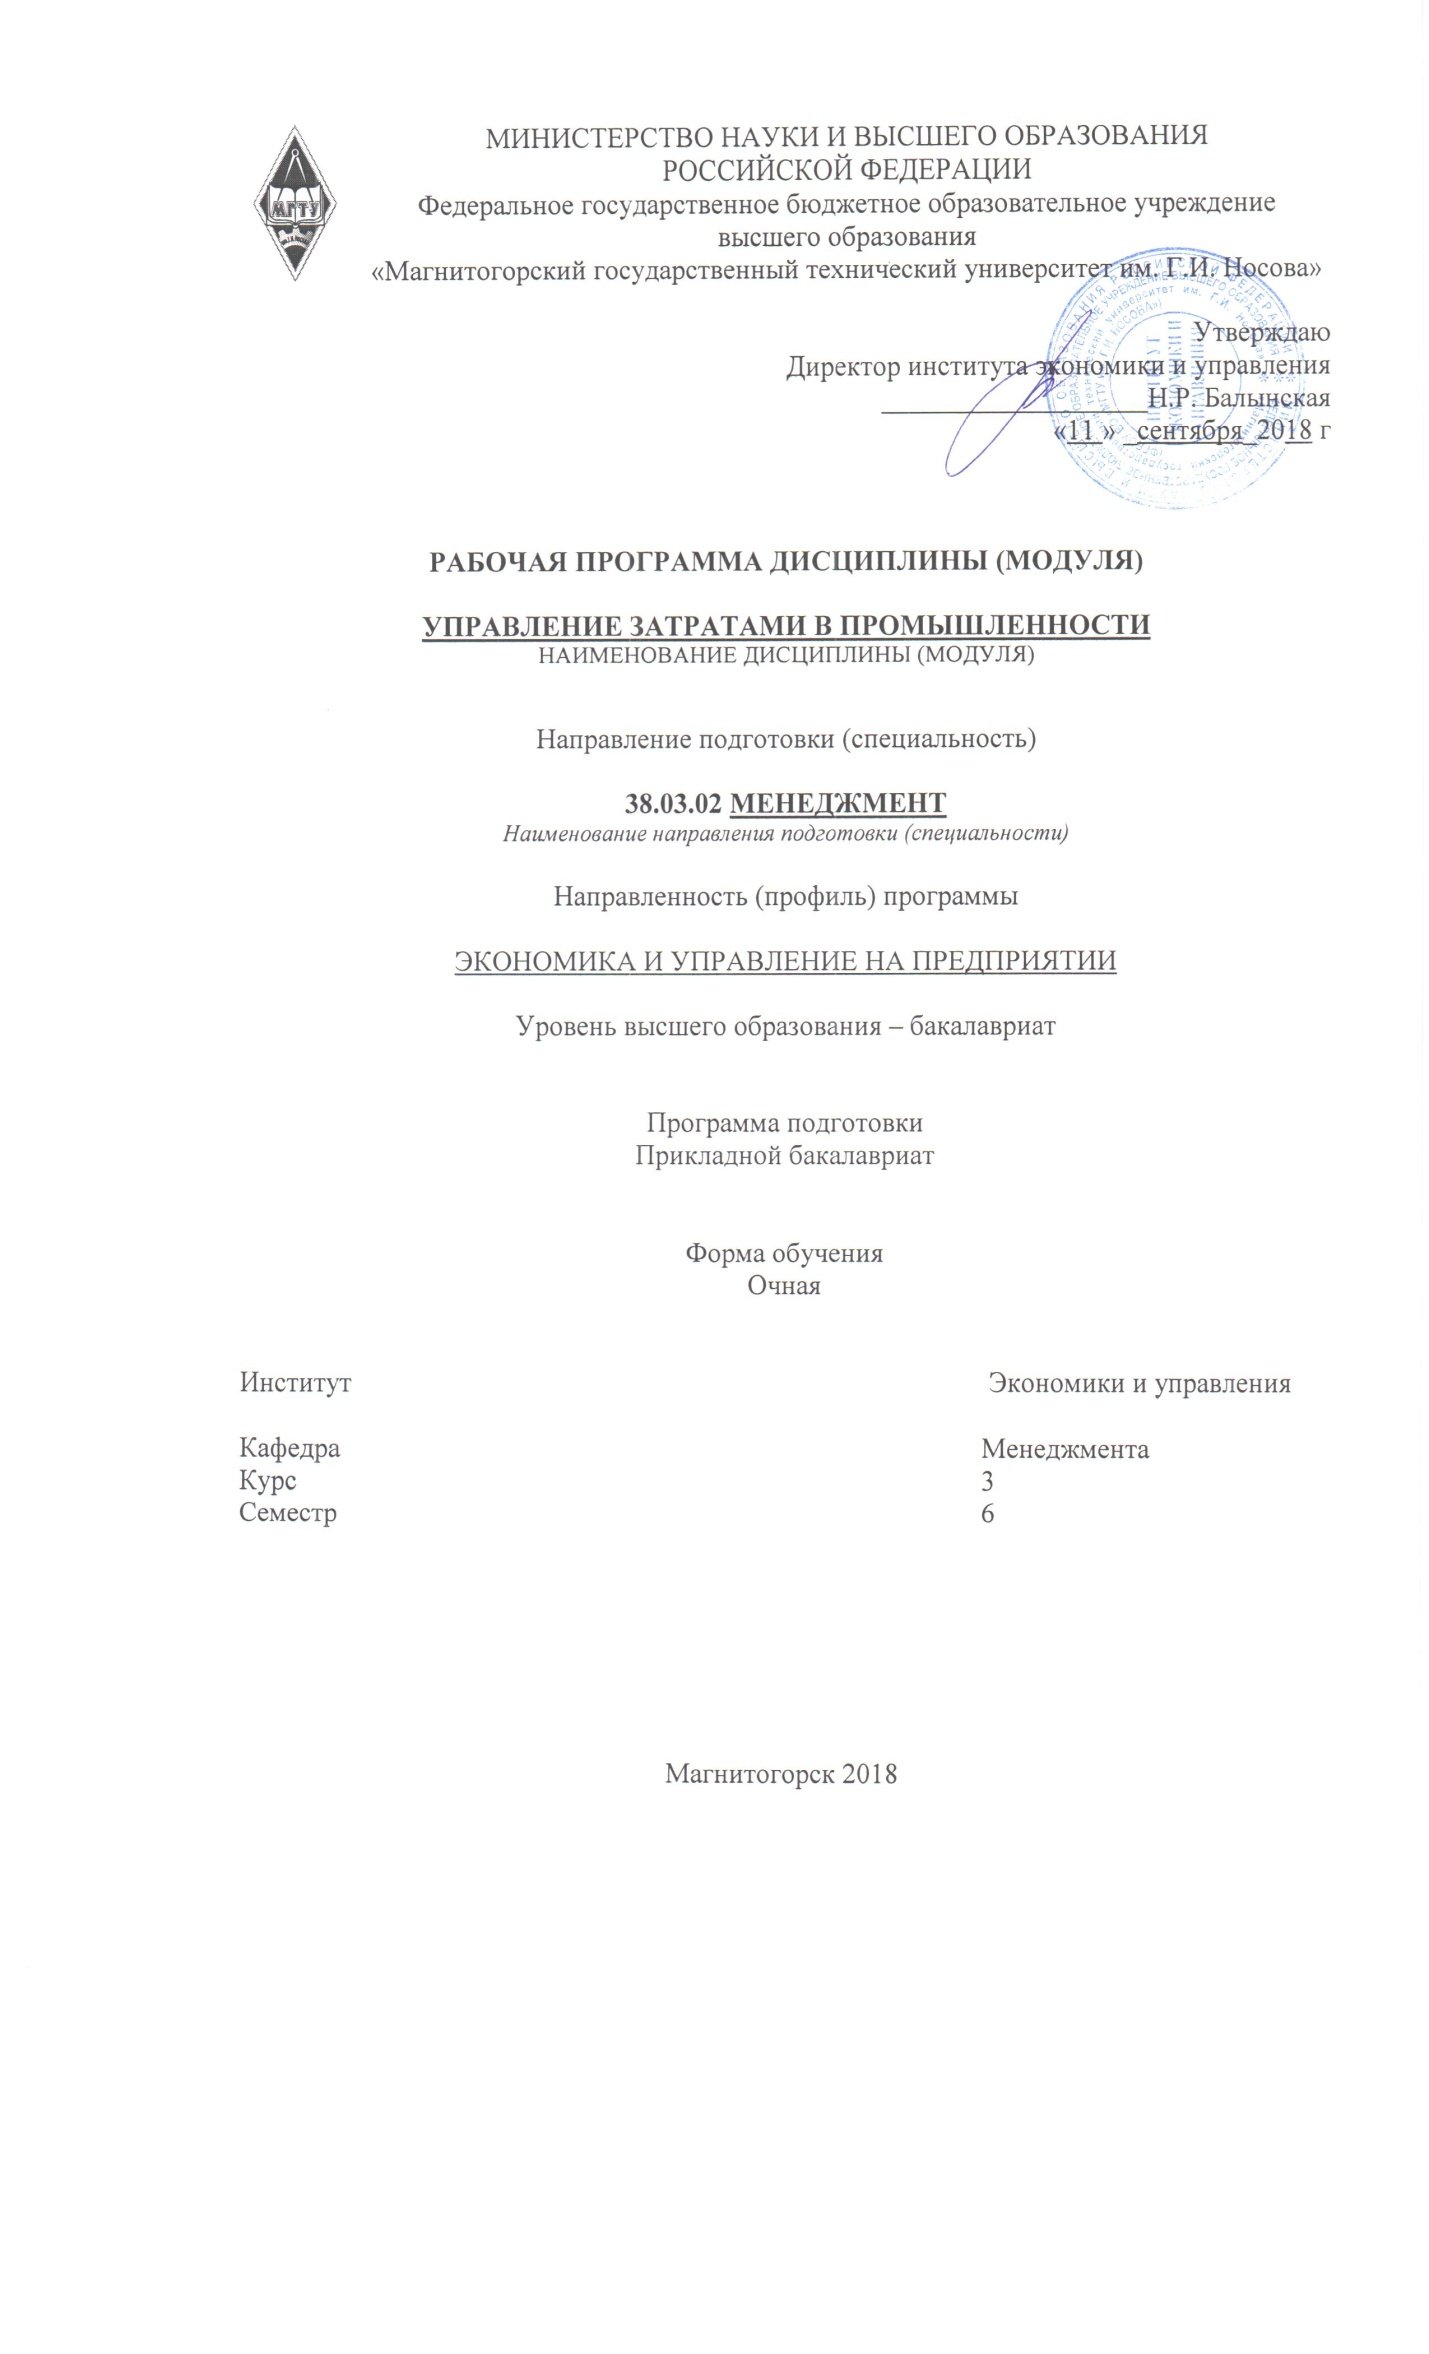 МИНИСТЕРСТВО НАУКИ И ВЫСШЕГО ОБРАЗОВАНИЯ
РОССИЙСКОЙ ФЕДЕРАЦИИ
Федеральное государственное бюджетное образовательное учреждение
высшего образования
«Магнитогорский государственный технический университет им. Г.И. Носова»
МГТУ
Утверждаю
Директор института экономики и управления
Н.Р. Балынская
«11» сентября 2018 г
ИНСТИТУТ
ЭКОНОМИКИ И
УПРАВЛЕНИЯ
РАБОЧАЯ ПРОГРАММА ДИСЦИПЛИНЫ (МОДУЛЯ)
УПРАВЛЕНИЕ ЗАТРАТАМИ В ПРОМЫШЛЕННОСТИ
НАИМЕНОВАНИЕ ДИСЦИПЛИНЫ (МОДУЛЯ)
Направление подготовки (специальность)
38.03.02 МЕНЕДЖМЕНТ
Наименование направления подготовки (специальности)
Направленность (профиль) программы
ЭКОНОМИКА И УПРАВЛЕНИЕ НА ПРЕДПРИЯТИИ
Уровень высшего образования – бакалавриат
Программа подготовки
Прикладной бакалавриат
Форма обучения
Очная
Институт Экономики и управления
Кафедра Менеджмента
Курс 3
Семестр 6
Магнитогорск 2018